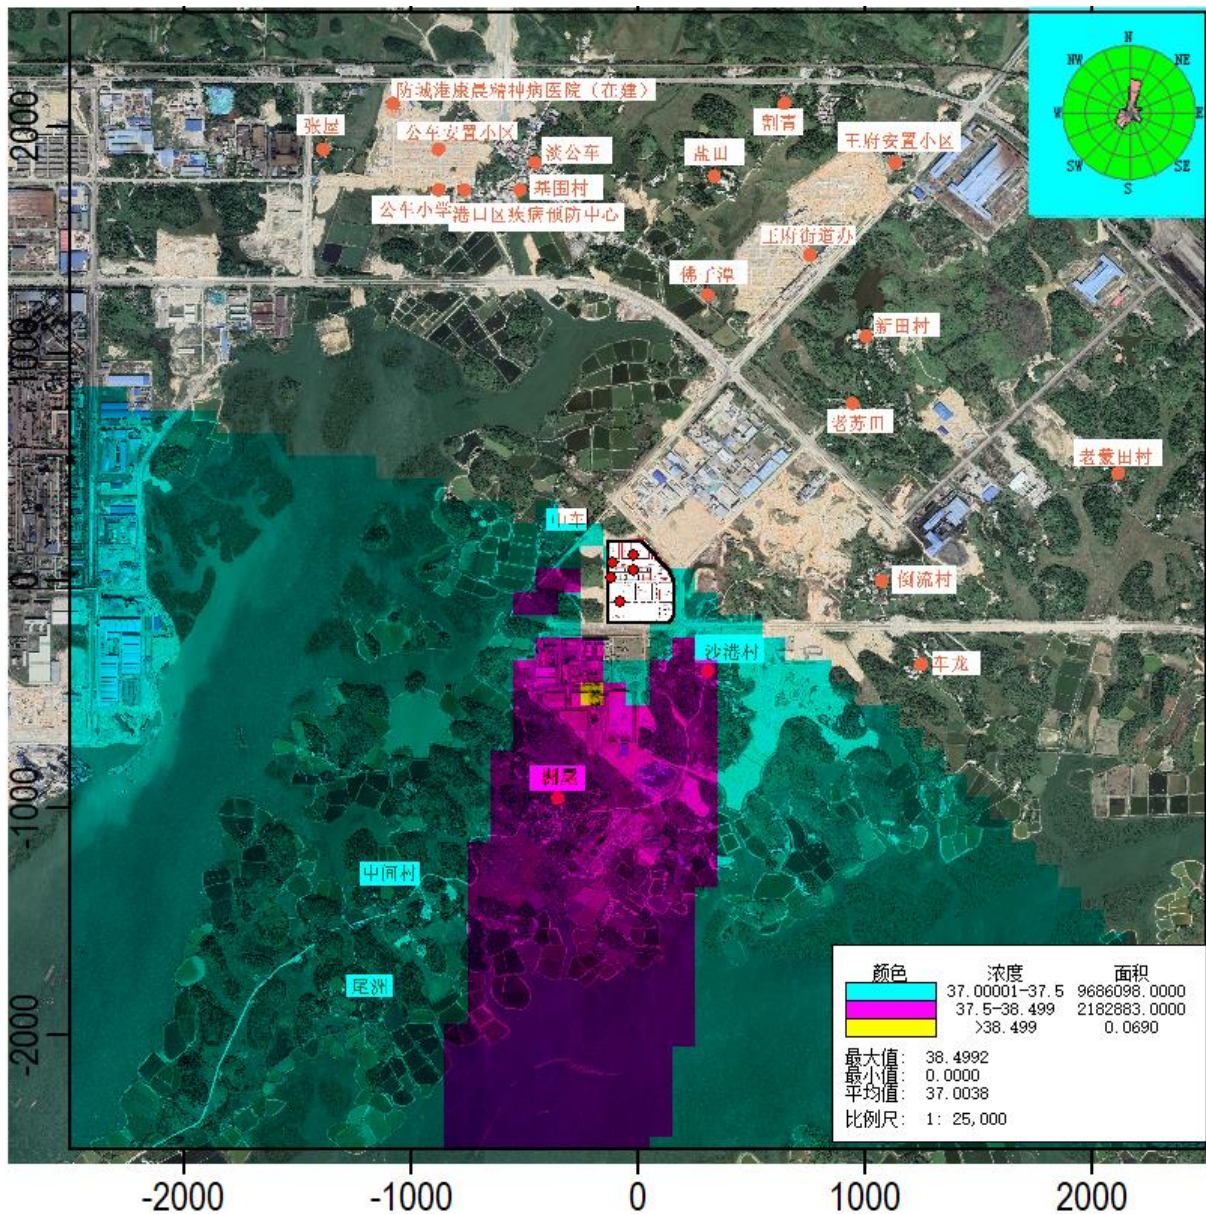 N
NW
NE
W
E
SW
SE
S
防城港康晨精神病医院（在建）
张屋
公车安置小区
淡公车
割青
盐田
王府安置小区
公车小学
港口区疾病预防中心
基围村
王府街道办
佛子潭
新田村
老苏田
老蒙田村
山车
倒流村
沙港村
车龙
中间村
尾洲
颜色 浓度 面积
37.00001-37.5 9686098.0000
37.5-38.499 2182883.0000
>38.499 0.0690
最大值: 38.4992
最小值: 0.0000
平均值: 37.0038
比例尺: 1: 25,000
2000
1000
0
-1000
-2000
-2000 -1000 0 1000 2000